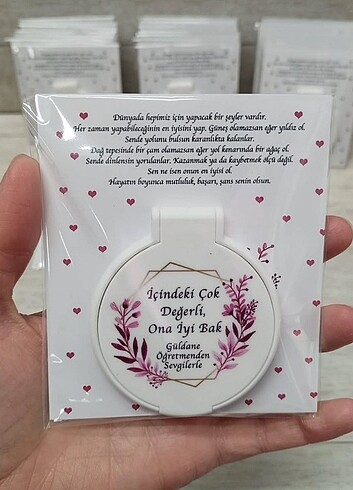 Dünyada hepimiz için yapacak bir şeyler vardır.
Her zaman yapabileceğinin en iyisini yap. Güneş olamazsan eğer yıldız ol.
Sende yolunu bulsun karanlıkta kalanlar.
Dağ tepesinde bir çam olamazsan eğer yol kenarında bir ağaç ol.
Sende dinlensin yorulanlar. Kazanmak ya da kaybetmek ölçü değil.
Sen ne isen onun en iyisi ol.
Hayatın boyunca mutluluk, başarı, şans senin olsun.
İçindeki Çok
Değerli,
Ona İyi Bak
Güldane
Öğretmenden
Sevgilerle